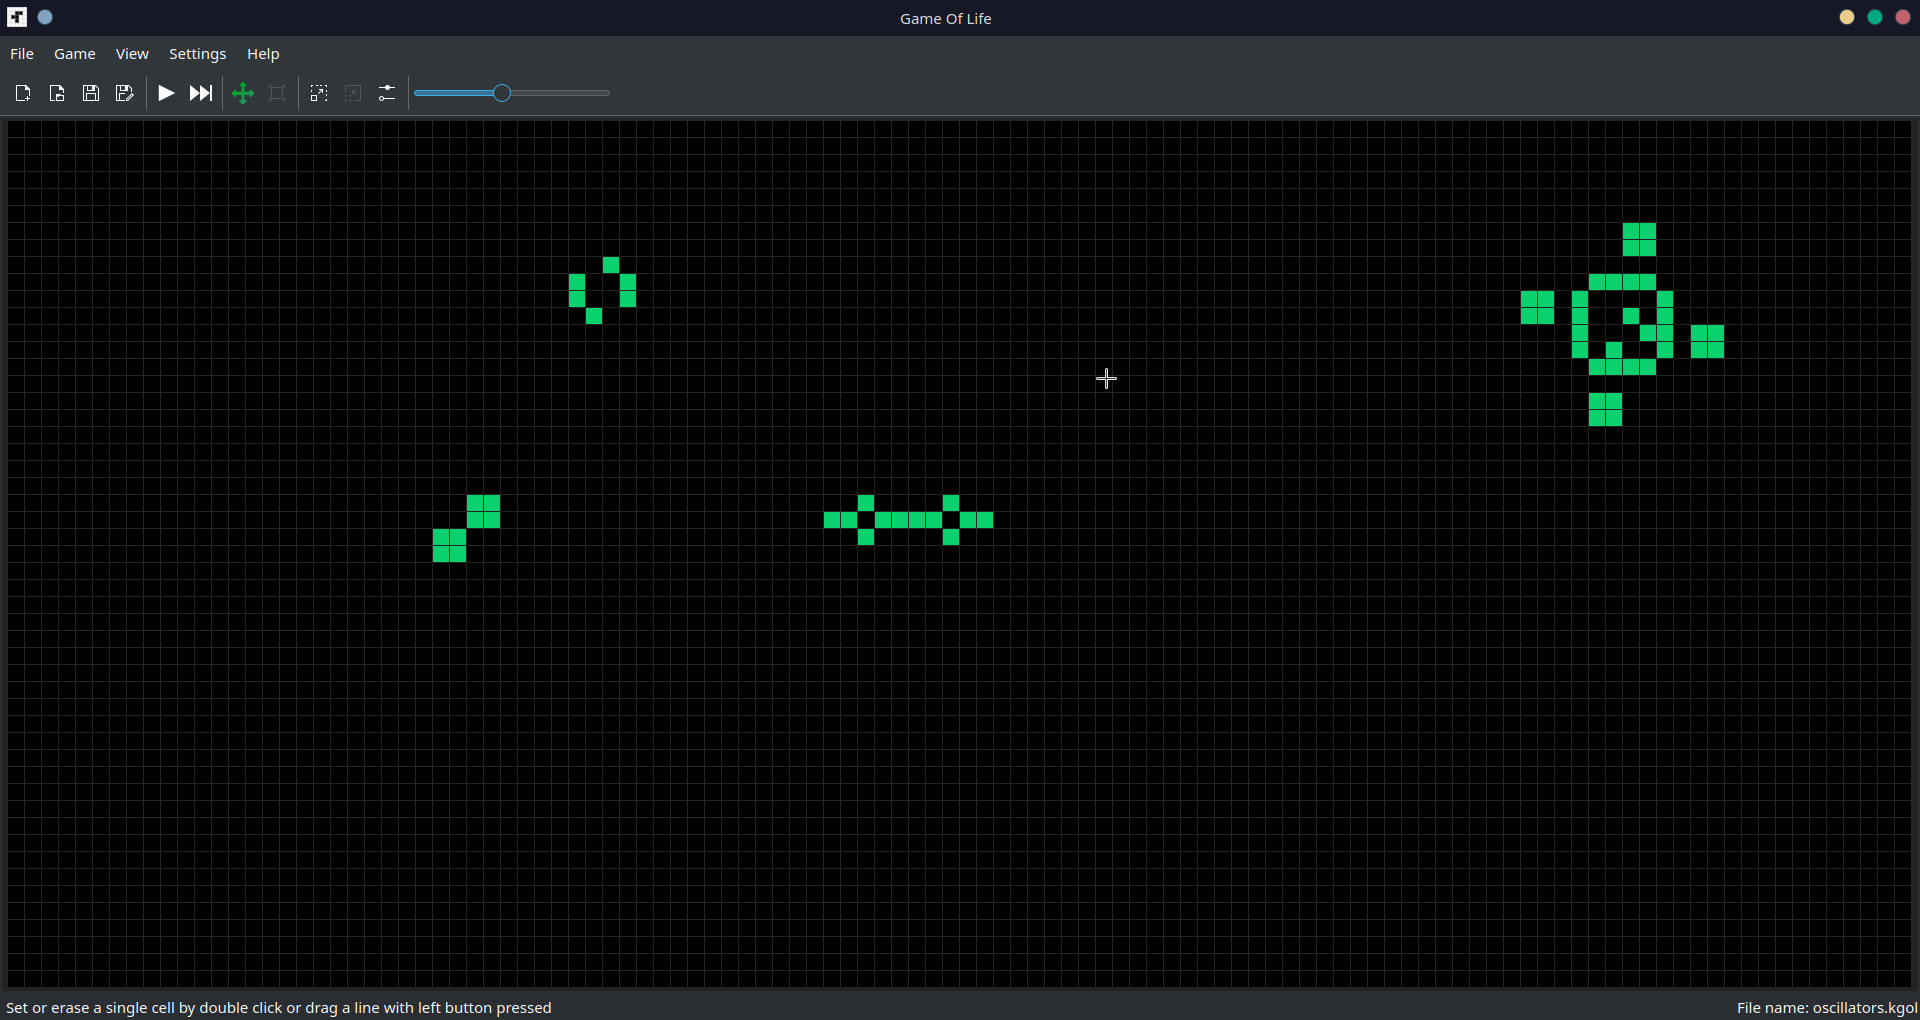 Game Of Life
File Game View Settings Help
Set or erase a single cell by double click or drag a line with left button pressed
File name: oscillators.kgol